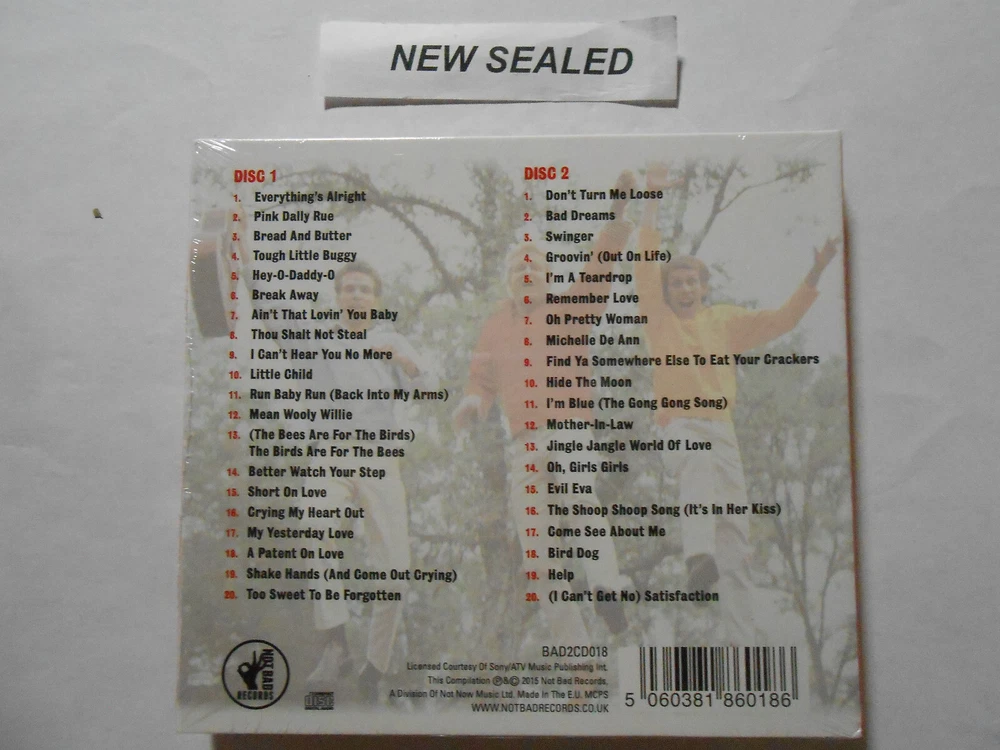 NEW SEALED
DISC 1
1. Everything's Alright
2. Pink Dally Rue
3. Bread And Butter
4. Tough Little Buggy
5. Hey-O-Daddy-O
6. Break Away
7. Ain't That Lovin' You Baby
8. Thou Shalt Not Steal
9. I Can't Hear You No More
10. Little Child
11. Run Baby Run (Back Into My Arms)
12. Mean Wooly Willie
13. (The Bees Are For The Birds)
The Birds Are For The Bees
14. Better Watch Your Step
15. Short On Love
16. Crying My Heart Out
17. My Yesterday Love
18. A Patent On Love
19. Shake Hands (And Come Out Crying)
20. Too Sweet To Be Forgotten
DISC 2
1. Don't Turn Me Loose
2. Bad Dreams
3. Swinger
4. Groovin' (Out On Life)
5. I'm A Teardrop
6. Remember Love
7. Oh Pretty Woman
8. Michelle De Ann
9. Find Ya Somewhere Else To Eat Your Crackers
10. Hide The Moon
11. I'm Blue (The Gong Gong Song)
12. Mother-In-Law
13. Jingle Jangle World Of Love
14. Oh, Girls Girls
15. Evil Eva
16. The Shoop Shoop Song (It's In Her Kiss)
17. Come See About Me
18. Bird Dog
19. Help
20. (I Can't Get No) Satisfaction
NOT BAD
RECORDS
COMPACT
disc
BAD2CD018
Licensed Courtesy Of Sony/ATV Music Publishing Int.
This Compilation ℗&© 2015 Not Bad Records,
A Division Of Not Now Music Ltd. Made In The E.U. MCPS
WWW.NOTBADRECORDS.CO.UK
5 060381 860186